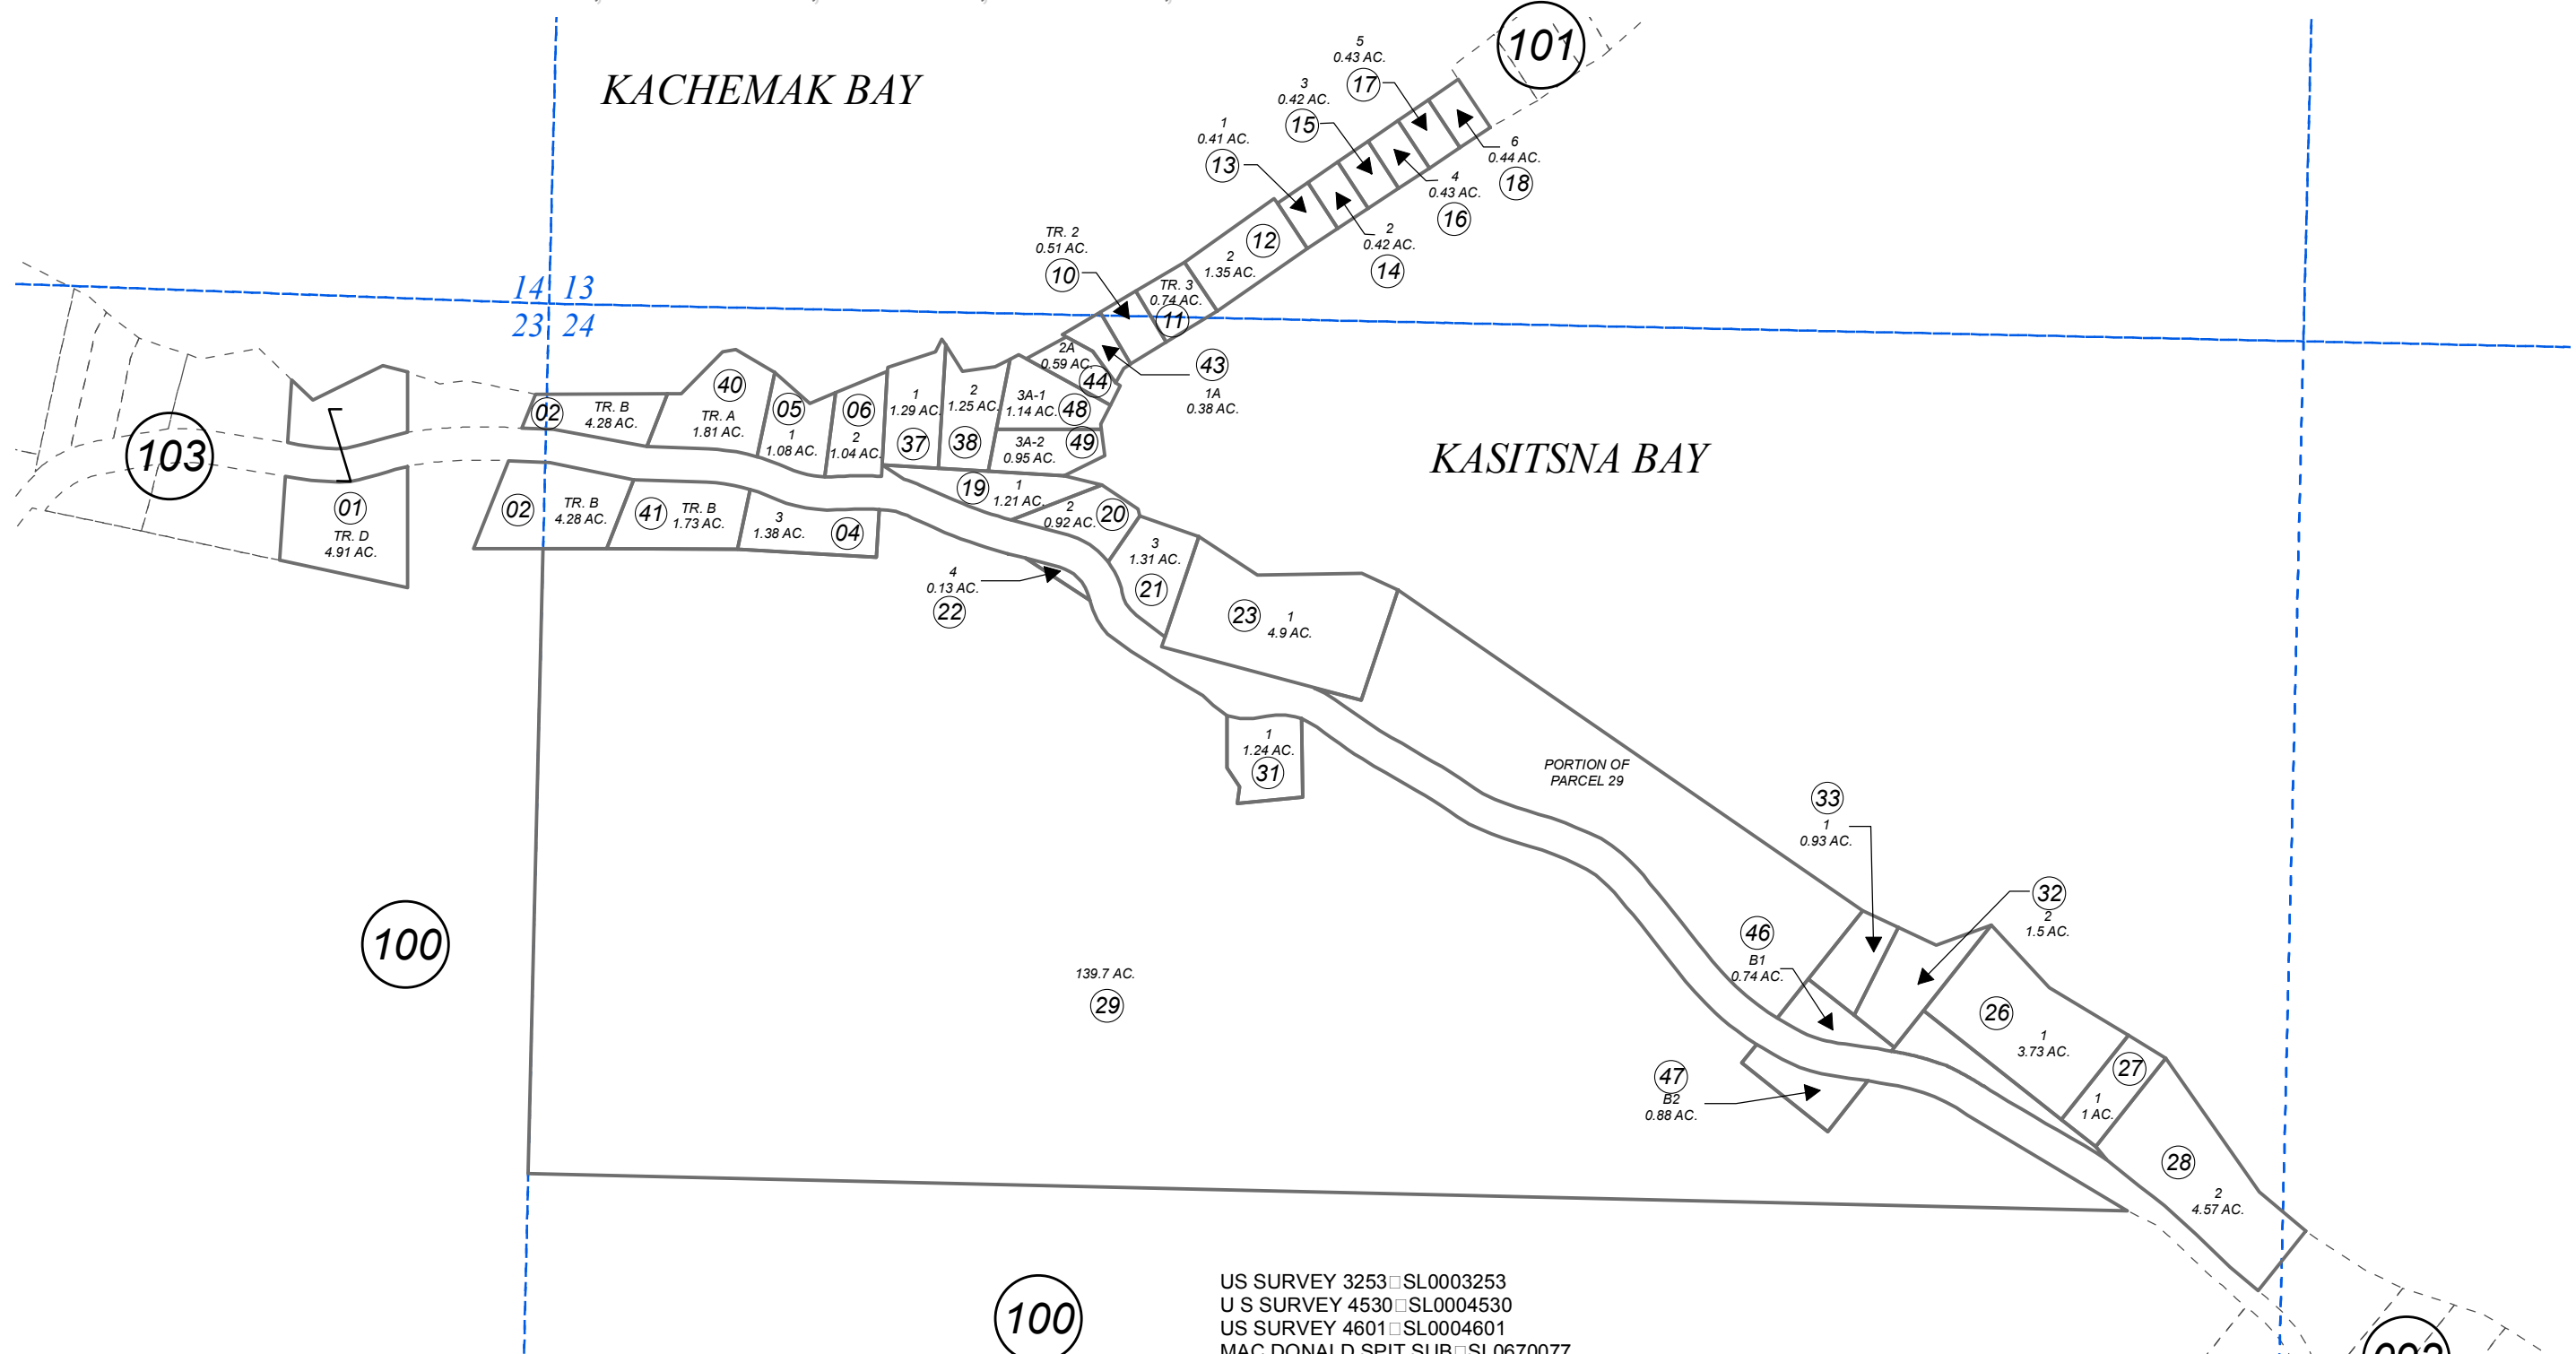 101
KACHEMAK BAY
5
0.43 AC.
17
3
0.42 AC.
15
1
0.41 AC.
13
6
0.44 AC.
18
4
0.43 AC.
16
2
0.42 AC.
14
12
2
1.35 AC.
TR. 2
0.51 AC.
10
TR. 3
0.74 AC.
11
14 13
23 24
43
1A
0.38 AC.
2A
0.59 AC.
44
40
TR. A
1.81 AC.
02
TR. B
4.28 AC.
05
1
1.08 AC.
06
2
1.04 AC.
1
1.29 AC.
37
2
1.25 AC.
38
3A-1
1.14 AC.
48
3A-2
0.95 AC.
49
KASITSNA BAY
103
01
TR. D
4.91 AC.
02
TR. B
4.28 AC.
41
TR. B
1.73 AC.
3
1.38 AC.
04
19
1
1.21 AC.
2
0.92 AC.
20
3
1.31 AC.
21
4
0.13 AC.
22
23
1
4.9 AC.
1
1.24 AC.
31
PORTION OF
PARCEL 29
33
1
0.93 AC.
32
2
1.5 AC.
46
B1
0.74 AC.
100
139.7 AC.
29
26
1
3.73 AC.
27
1
1 AC.
47
B2
0.88 AC.
28
2
4.57 AC.
100
US SURVEY 3253□SL0003253
U S SURVEY 4530□SL0004530
US SURVEY 4601□SL0004601
MAC DONALD SPIT SUB□SL0670077